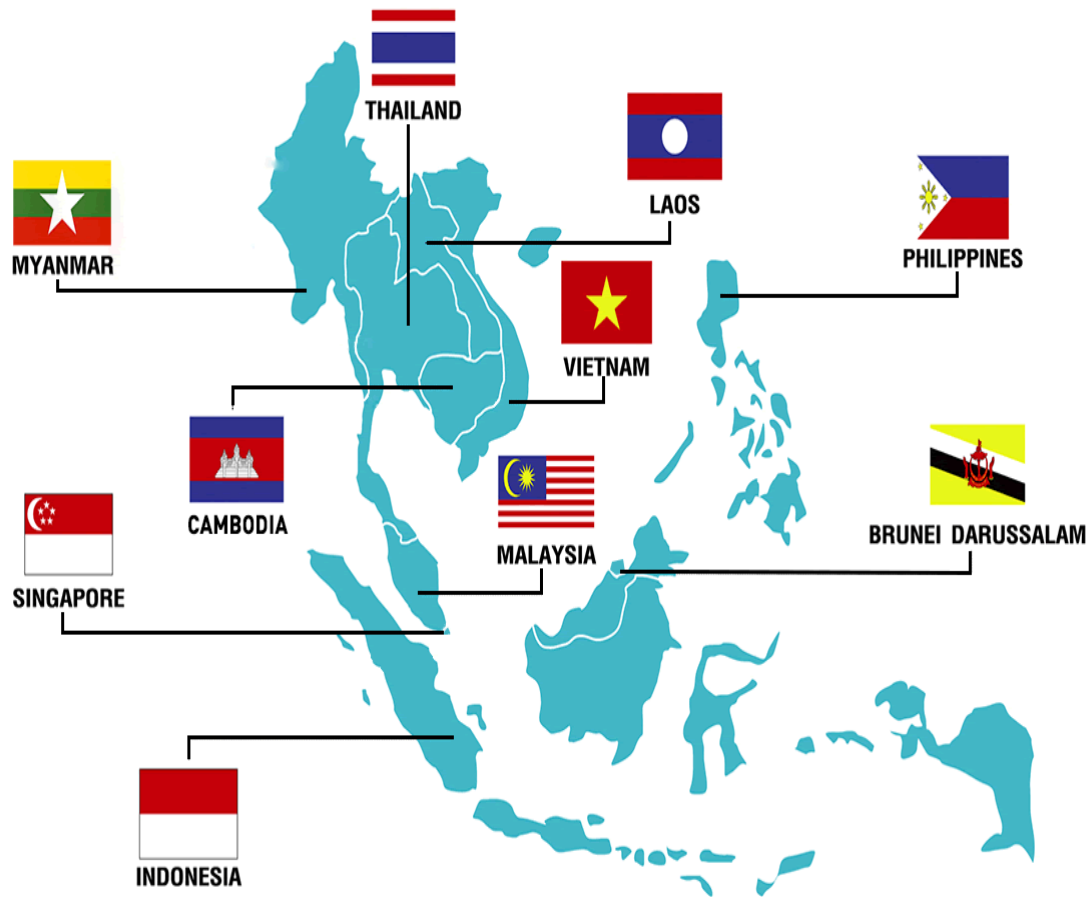 THAILAND
LAOS
MYANMAR
PHILIPPINES
VIETNAM
CAMBODIA
MALAYSIA
BRUNEI DARUSSALAM
SINGAPORE
INDONESIA